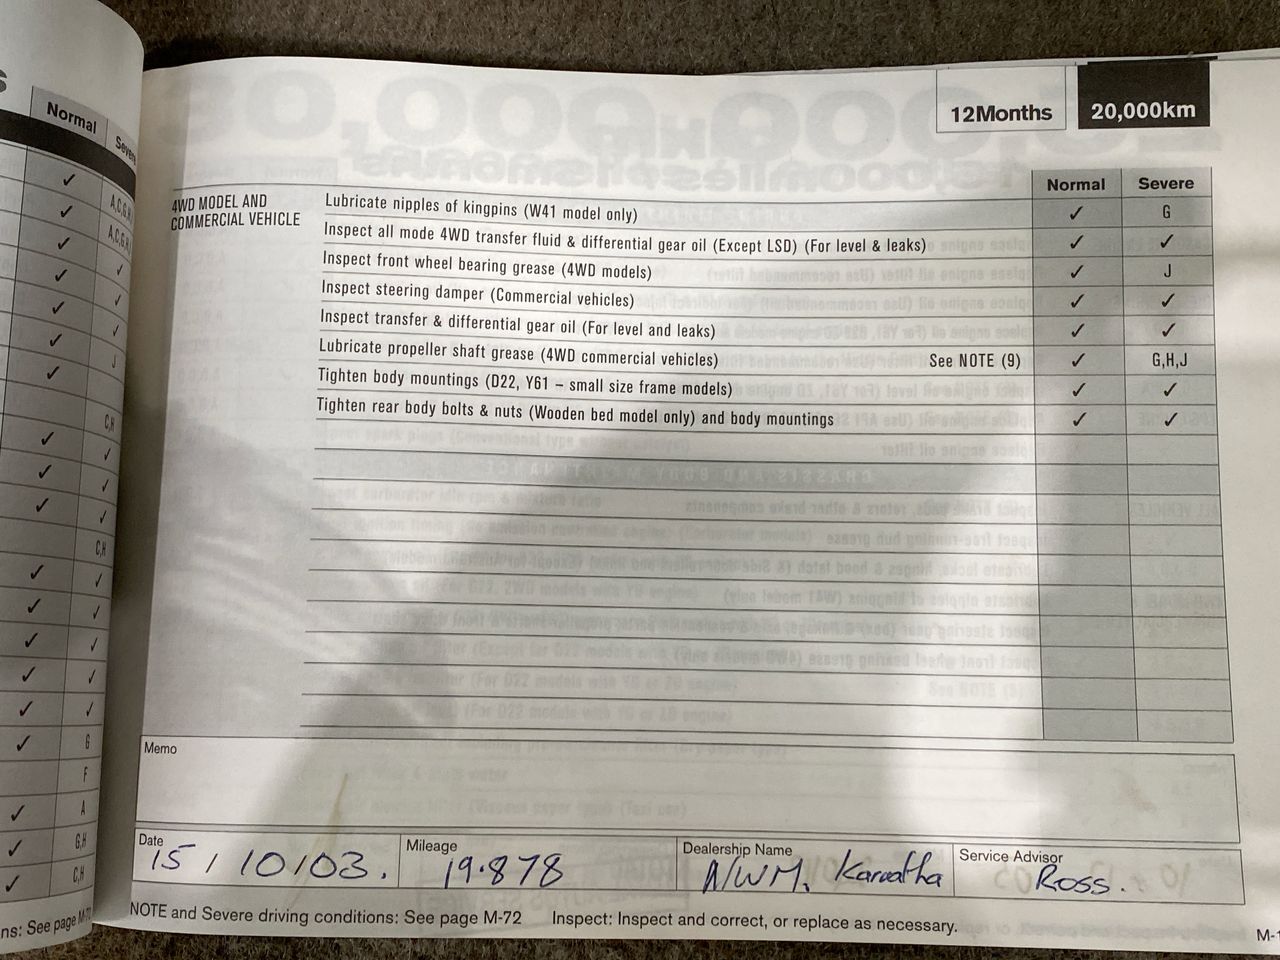 Normal
Severe
✓ A,C,G,H
✓ A,C,G,H
✓ ✓
✓ ✓
✓ ✓
✓ J
✓
C,H
✓ ✓
✓ ✓
✓ ✓
C,H
✓ ✓
✓ ✓
✓ ✓
✓ ✓
✓ ✓
✓ G
F
✓ A
✓ G,H
✓ C,H
ns: See page M-72
12Months 20,000km
Normal Severe
4WD MODEL AND
COMMERCIAL VEHICLE
Lubricate nipples of kingpins (W41 model only) ✓ G
Inspect all mode 4WD transfer fluid & differential gear oil (Except LSD) (For level & leaks) ✓ ✓
Inspect front wheel bearing grease (4WD models) ✓ J
Inspect steering damper (Commercial vehicles) ✓ ✓
Inspect transfer & differential gear oil (For level and leaks) ✓ ✓
Lubricate propeller shaft grease (4WD commercial vehicles) See NOTE (9) ✓ G,H,J
Tighten body mountings (D22, Y61 – small size frame models) ✓ ✓
Tighten rear body bolts & nuts (Wooden bed model only) and body mountings ✓ ✓
Memo
Date 15/10/03.
Mileage 19.878
Dealership Name N/WM. Karratha
Service Advisor Ross.
NOTE and Severe driving conditions: See page M-72 Inspect: Inspect and correct, or replace as necessary.